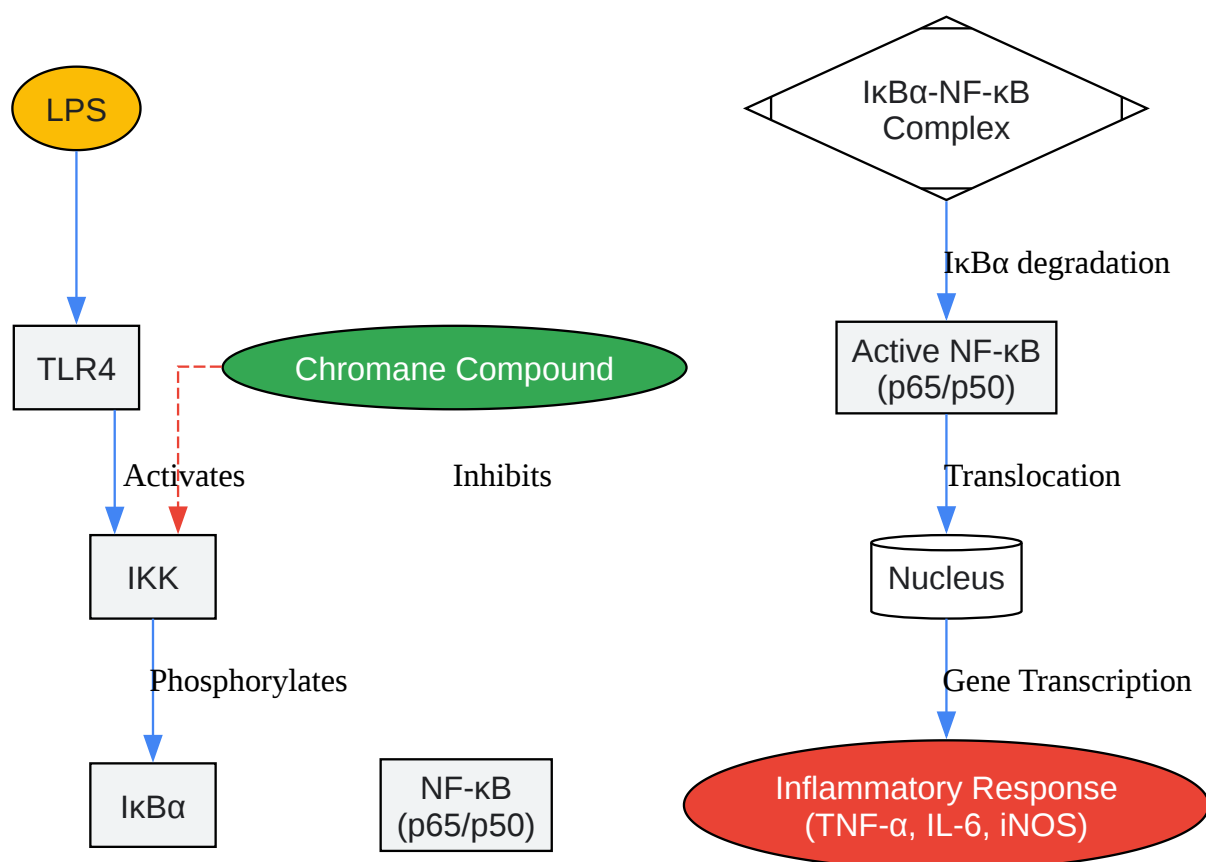 LPS
IκBα-NF-κB
Complex
IκBα degradation
TLR4
Chromane Compound
Active NF-κB
(p65/p50)
Activates
Inhibits
Translocation
IKK
Nucleus
Phosphorylates
Gene Transcription
IκBα
NF-κB
(p65/p50)
Inflammatory Response
(TNF-α, IL-6, iNOS)